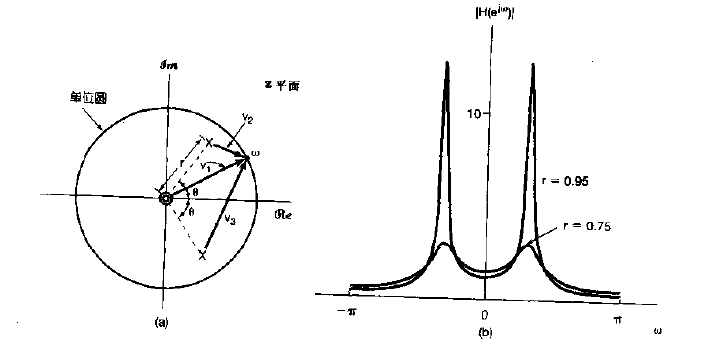 𝓘m
z 平面
单位圆
v₂
ω
r
v₁
θ
θ
𝓡e
v₃
(a)
|H(e^{jω})|
10
r = 0.95
r = 0.75
−π
0
π
ω
(b)